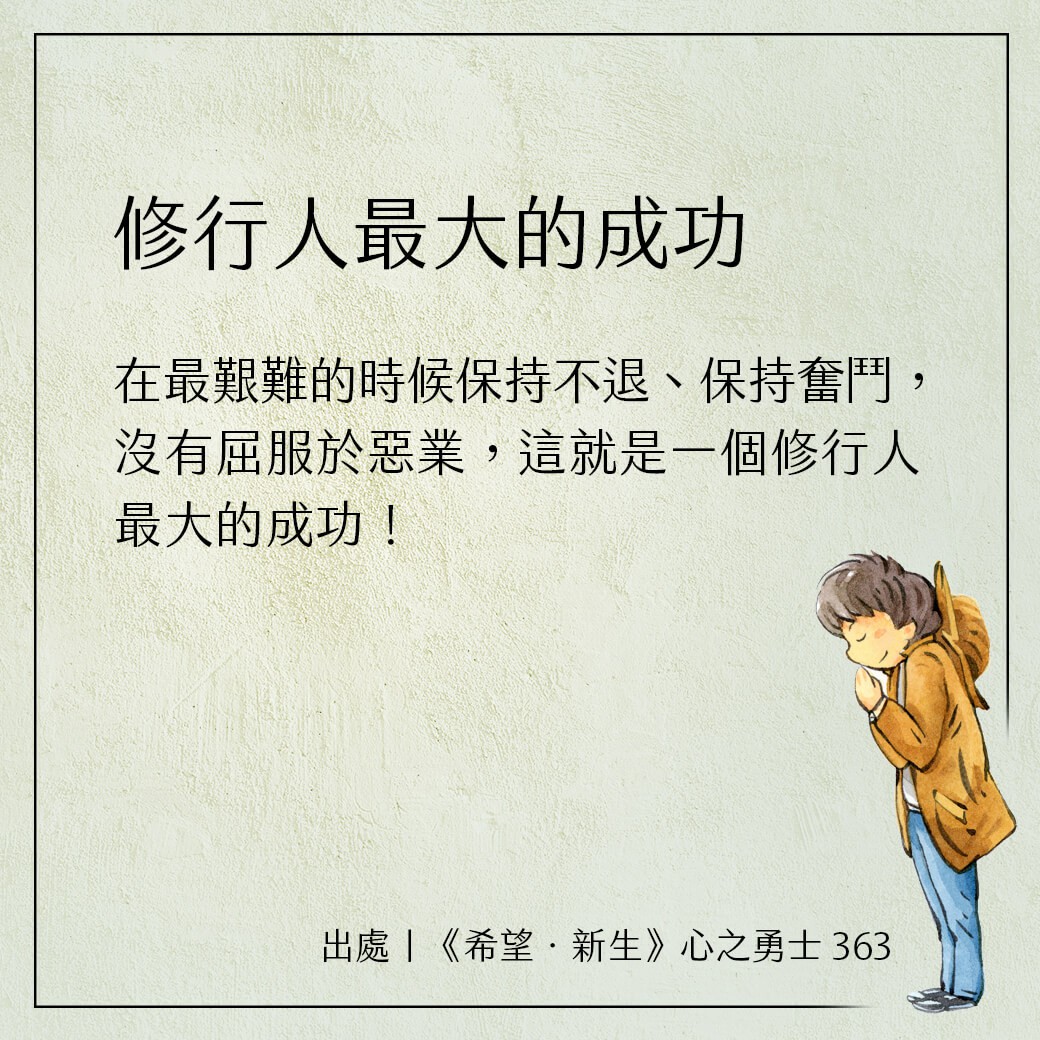 修行人最大的成功
在最艱難的時候保持不退、保持奮鬥，
沒有屈服於惡業，這就是一個修行人
最大的成功！
出處｜《希望．新生》心之勇士 363